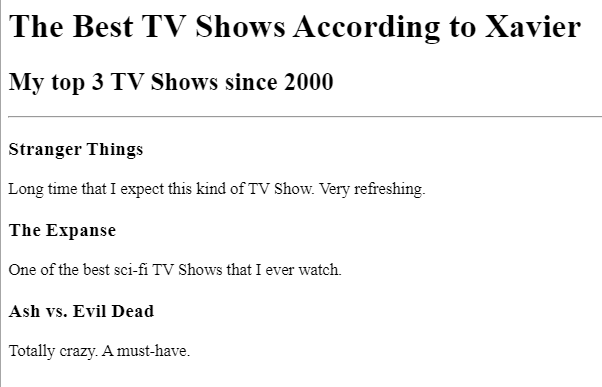 The Best TV Shows According to Xavier
My top 3 TV Shows since 2000
Stranger Things
Long time that I expect this kind of TV Show. Very refreshing.
The Expanse
One of the best sci-fi TV Shows that I ever watch.
Ash vs. Evil Dead
Totally crazy. A must-have.